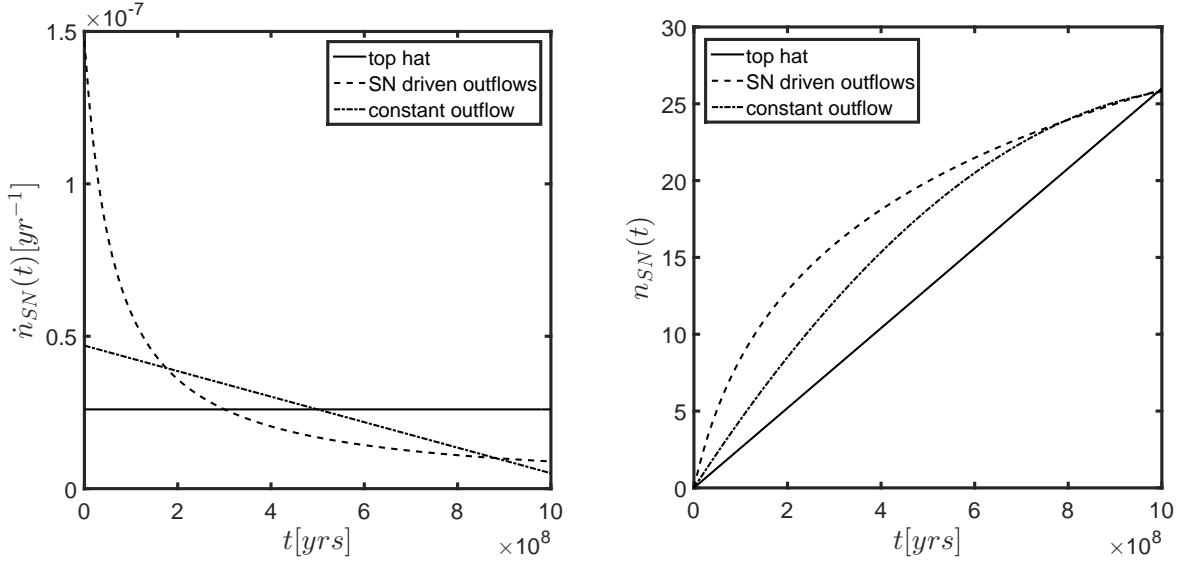 ×10⁻⁷
1.5
1
0.5
0
ṅ_SN(t)[yr⁻¹]
top hat
SN driven outflows
constant outflow
0 2 4 6 8 10
t[yrs]
×10⁸
30
25
20
15
10
5
0
n_SN(t)
top hat
SN driven outflows
constant outflow
0 2 4 6 8 10
t[yrs]
×10⁸